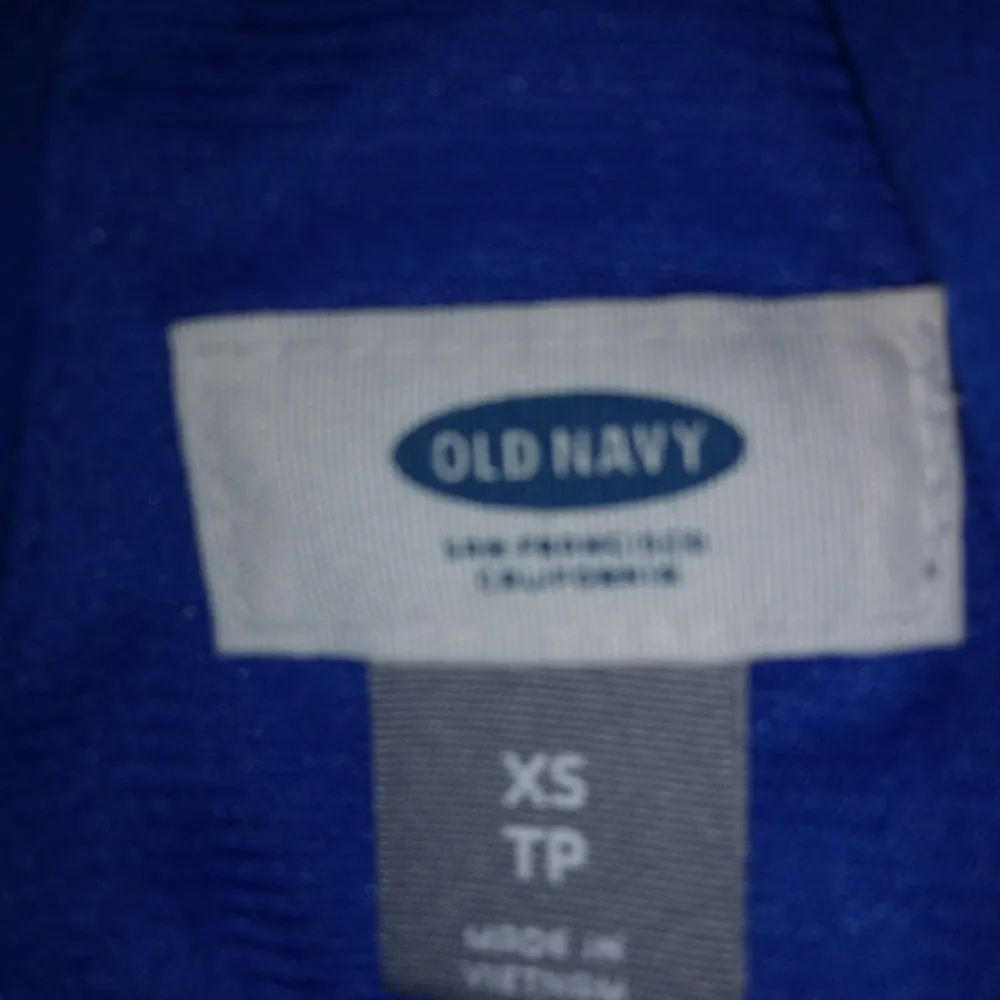 OLD NAVY
SAN FRANCISCO
CALIFORNIA
XS
TP
MADE IN
VIETNAM